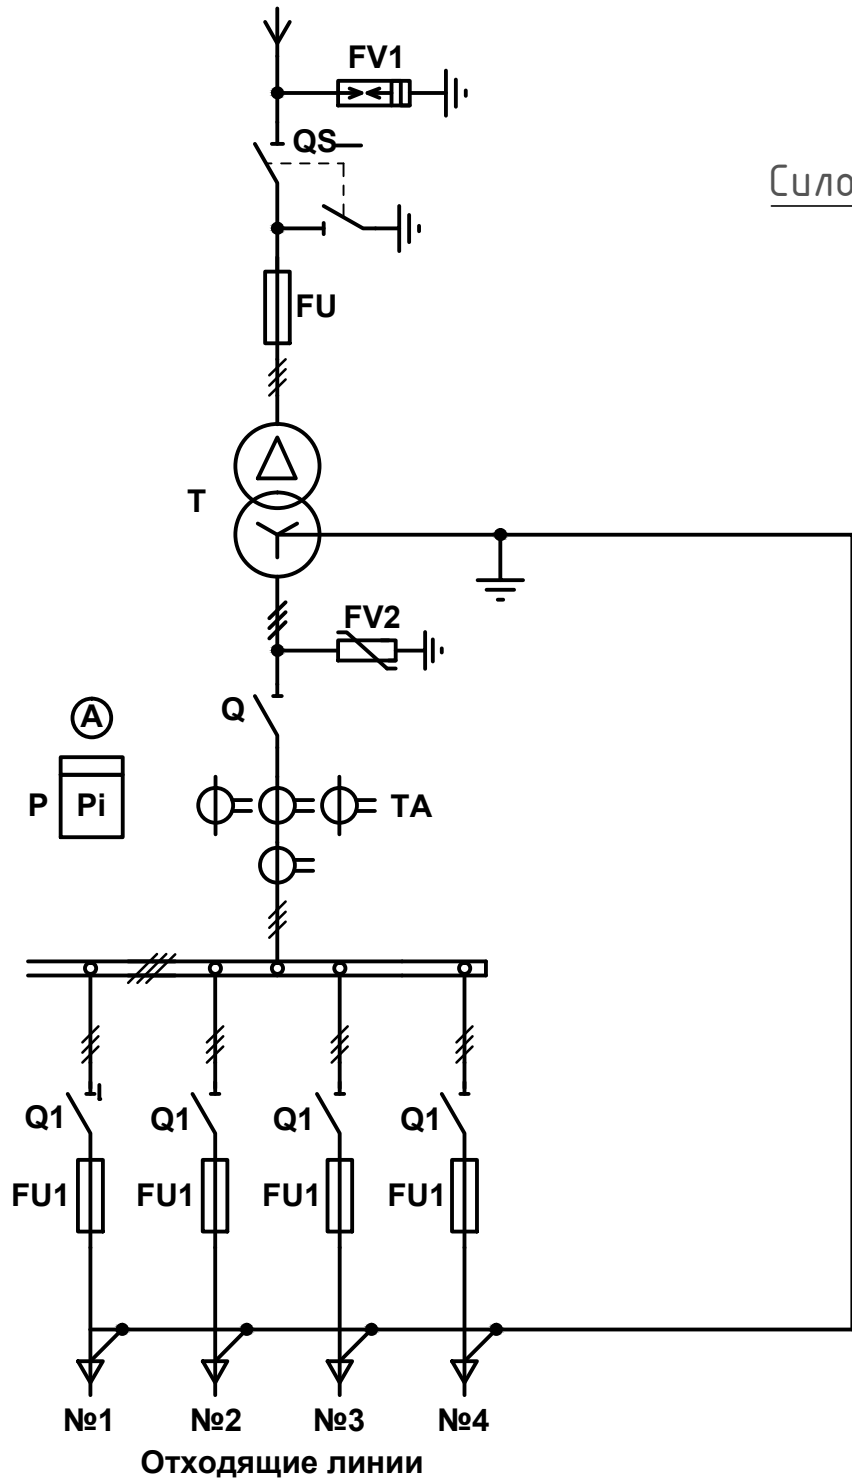 FV1
QS
Сило
FU
T
FV2
Q
A
P Pi TA
Q1 Q1 Q1 Q1
FU1 FU1 FU1 FU1
№1 №2 №3 №4
Отходящие линии